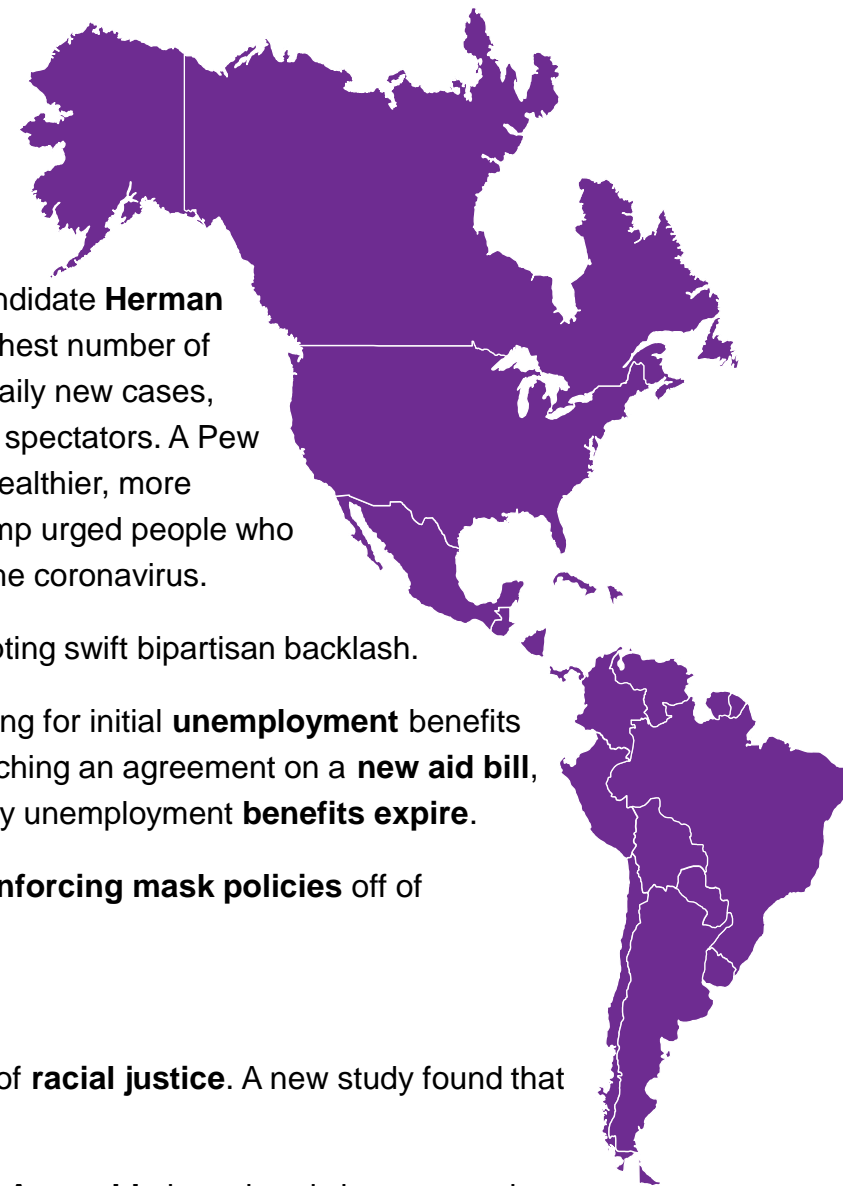 ndidate Herman
hest number of
aily new cases,
spectators. A Pew
ealthier, more
mp urged people who
ne coronavirus.
oting swift bipartisan backlash.
ng for initial unemployment benefits
ching an agreement on a new aid bill,
y unemployment benefits expire.
nforcing mask policies off of
of racial justice. A new study found that